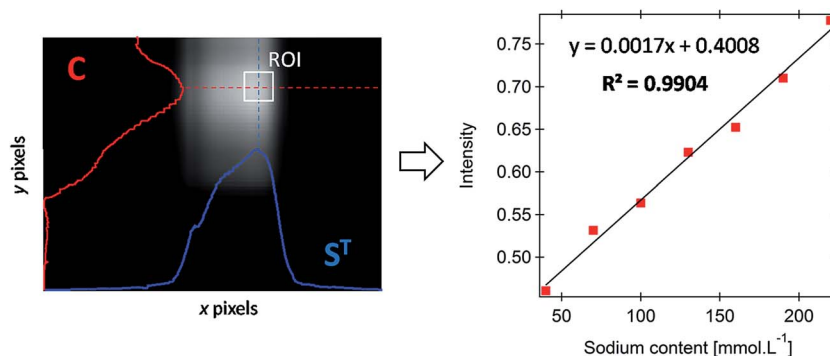 C
ROI
S^T
y pixels
x pixels
y = 0.0017x + 0.4008
R² = 0.9904
Intensity
0.75
0.70
0.65
0.60
0.55
0.50
50
100
150
200
Sodium content [mmol.L⁻¹]